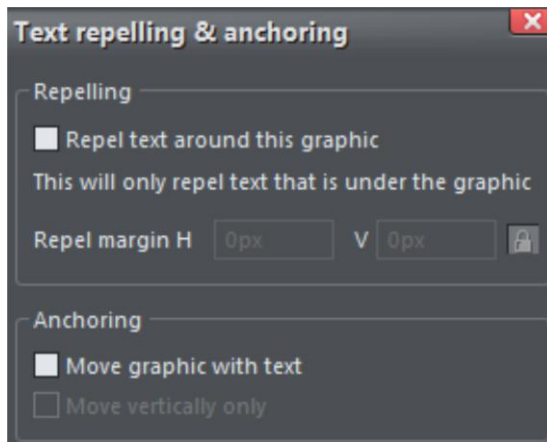 Text repelling & anchoring
Repelling
Repel text around this graphic
This will only repel text that is under the graphic
Repel margin H 0px V 0px
Anchoring
Move graphic with text
Move vertically only